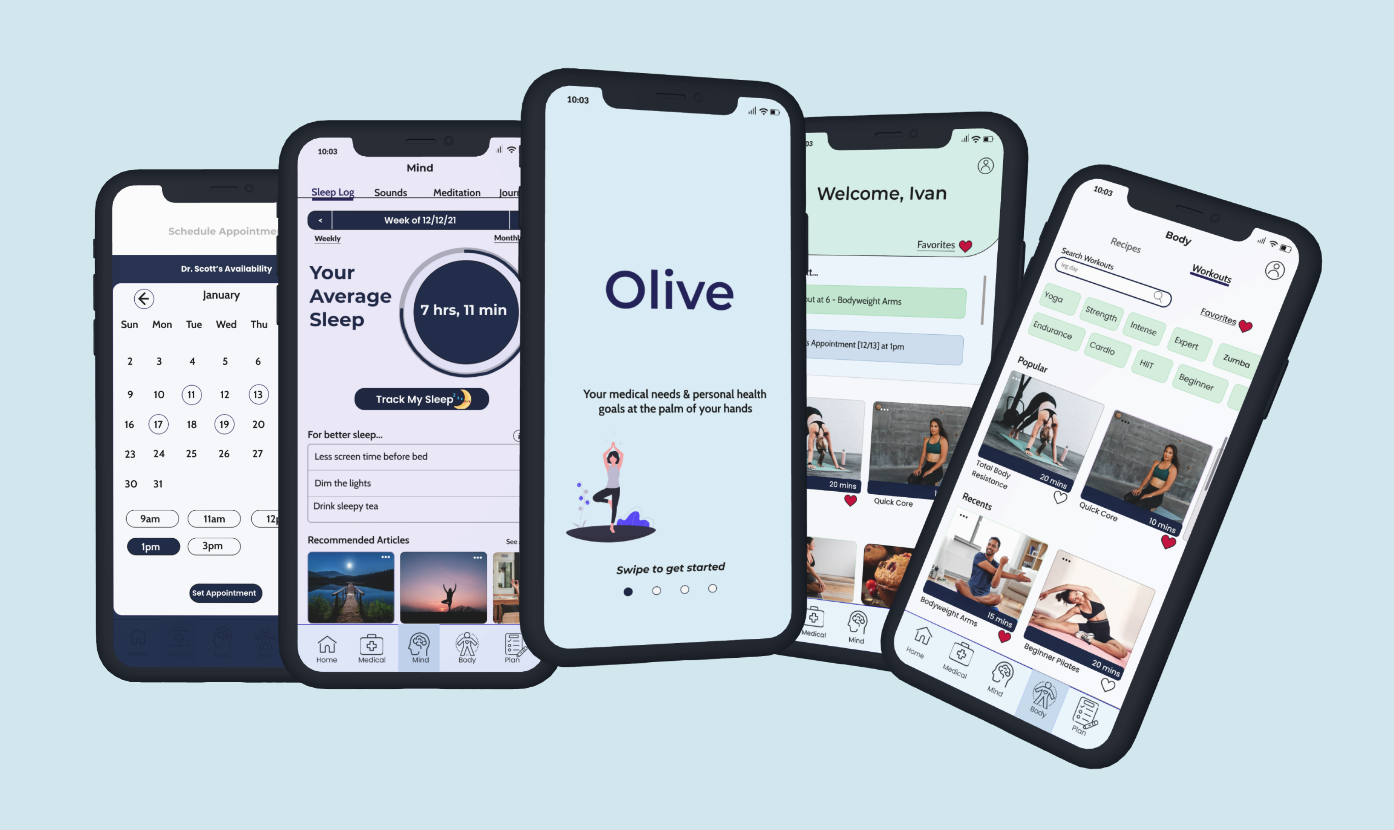 Schedule Appointme
Dr. Scott's Availability
January
Sun Mon Tue Wed Thu
2 3 4 5 6
9 10 11 12 13
16 17 18 19 20
23 24 25 26 27
30 31
9am 11am 12p
1pm 3pm
Set Appointment
10:03
Mind
Sleep Log Sounds Meditation Jour
< Week of 12/12/21
Weekly Monthl
Your
Average
Sleep
7 hrs, 11 min
Track My Sleep
For better sleep...
Less screen time before bed
Dim the lights
Drink sleepy tea
Recommended Articles See
Home Medical Mind Body Plan
10:03
Olive
Your medical needs & personal health
goals at the palm of your hands
Swipe to get started
03
Welcome, Ivan
Favorites
t...
out at 6 - Bodyweight Arms
s Appointment [12/13] at 1pm
20 mins
Quick Core
Medical Mind
10:03
Body
Recipes Workouts
Search Workouts
leg day
Favorites
Yoga Strength Intense Expert Zumba
Endurance Cardio HIIT Beginner
Popular
20 mins
Total Body
Resistance
10 mins
Quick Core
Recents
15 mins
Bodyweight Arms
20 mins
Beginner Pilates
Home Medical Mind Body Plan